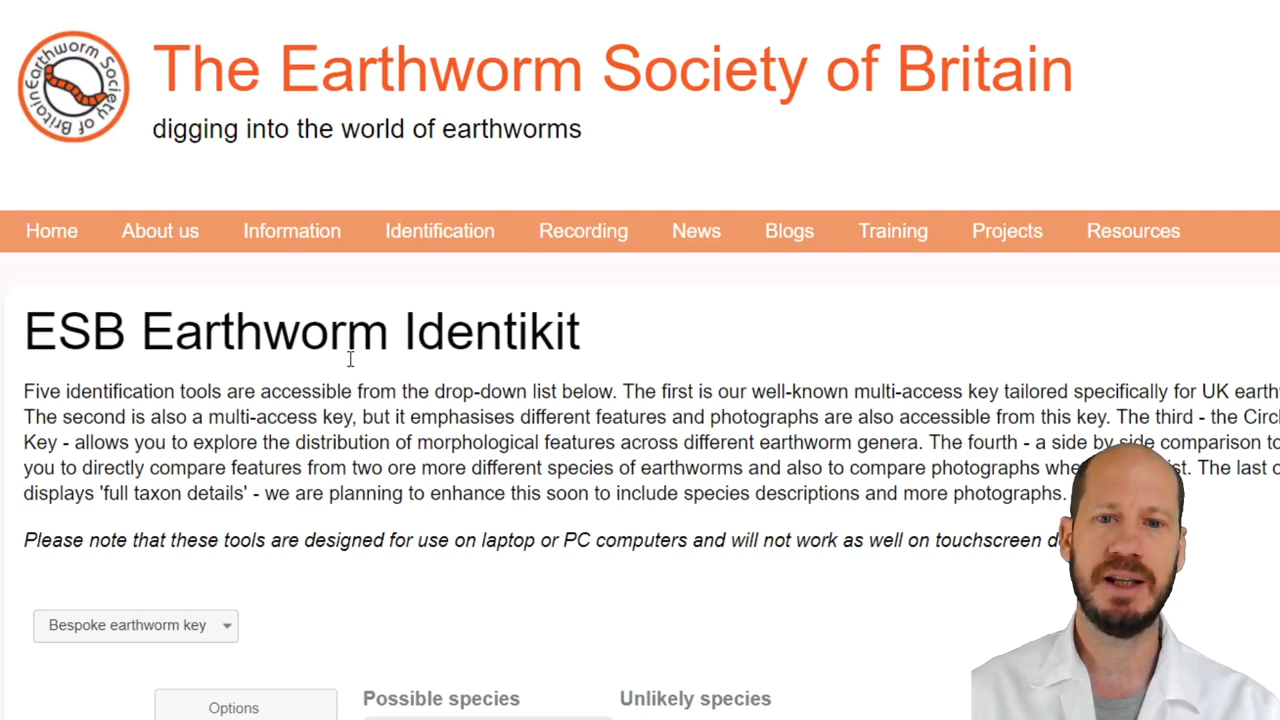 Earthworm Society of Britain
The Earthworm Society of Britain
digging into the world of earthworms
Home About us Information Identification Recording News Blogs Training Projects Resources
ESB Earthworm Identikit
Five identification tools are accessible from the drop-down list below. The first is our well-known multi-access key tailored specifically for UK
The second is also a multi-access key, but it emphasises different features and photographs are also accessible from this key. The third - the
Key - allows you to explore the distribution of morphological features across different earthworm genera. The fourth - a side by side comparison
you to directly compare features from two ore more different species of earthworms and also to compare photographs The last
displays 'full taxon details' - we are planning to enhance this soon to include species descriptions and more photographs.
Please note that these tools are designed for use on laptop or PC computers and will not work as well on touchscreen
Bespoke earthworm key
Options
Possible species
Unlikely species